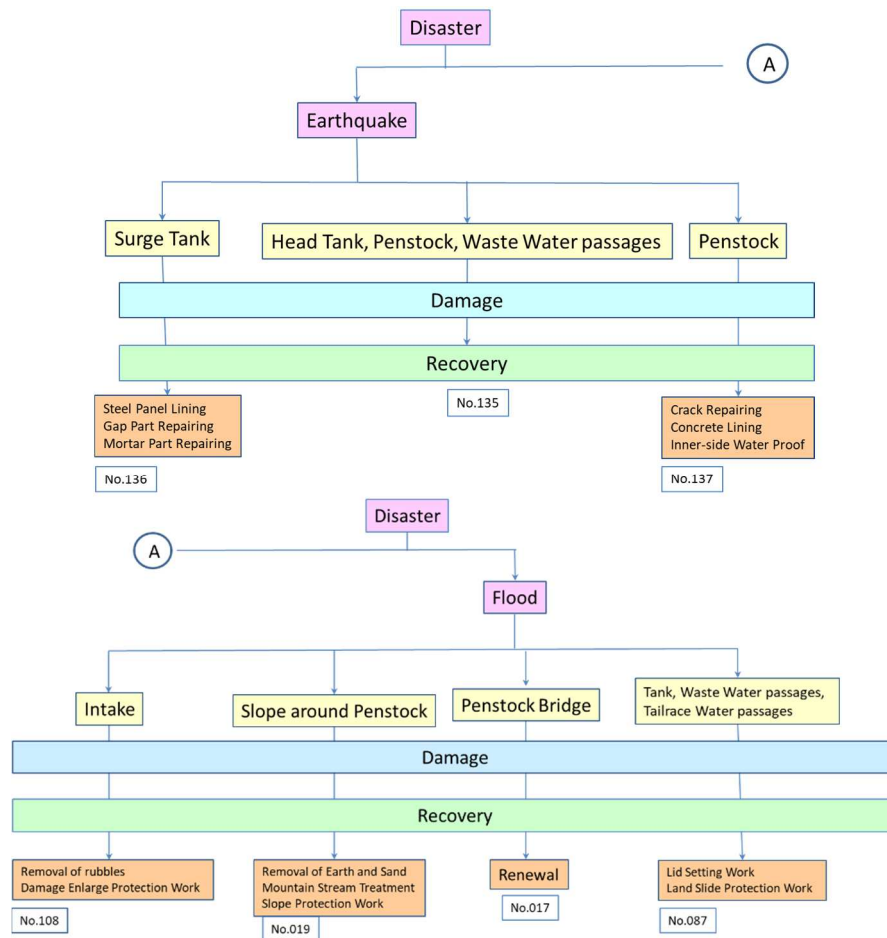 Disaster
A
Earthquake
Surge Tank
Head Tank, Penstock, Waste Water passages
Penstock
Damage
Recovery
Steel Panel Lining
Gap Part Repairing
Mortar Part Repairing
No.136
No.135
Crack Repairing
Concrete Lining
Inner-side Water Proof
No.137
Disaster
A
Flood
Intake
Slope around Penstock
Penstock Bridge
Tank, Waste Water passages,
Tailrace Water passages
Damage
Recovery
Removal of rubbles
Damage Enlarge Protection Work
No.108
Removal of Earth and Sand
Mountain Stream Treatment
Slope Protection Work
No.019
Renewal
No.017
Lid Setting Work
Land Slide Protection Work
No.087